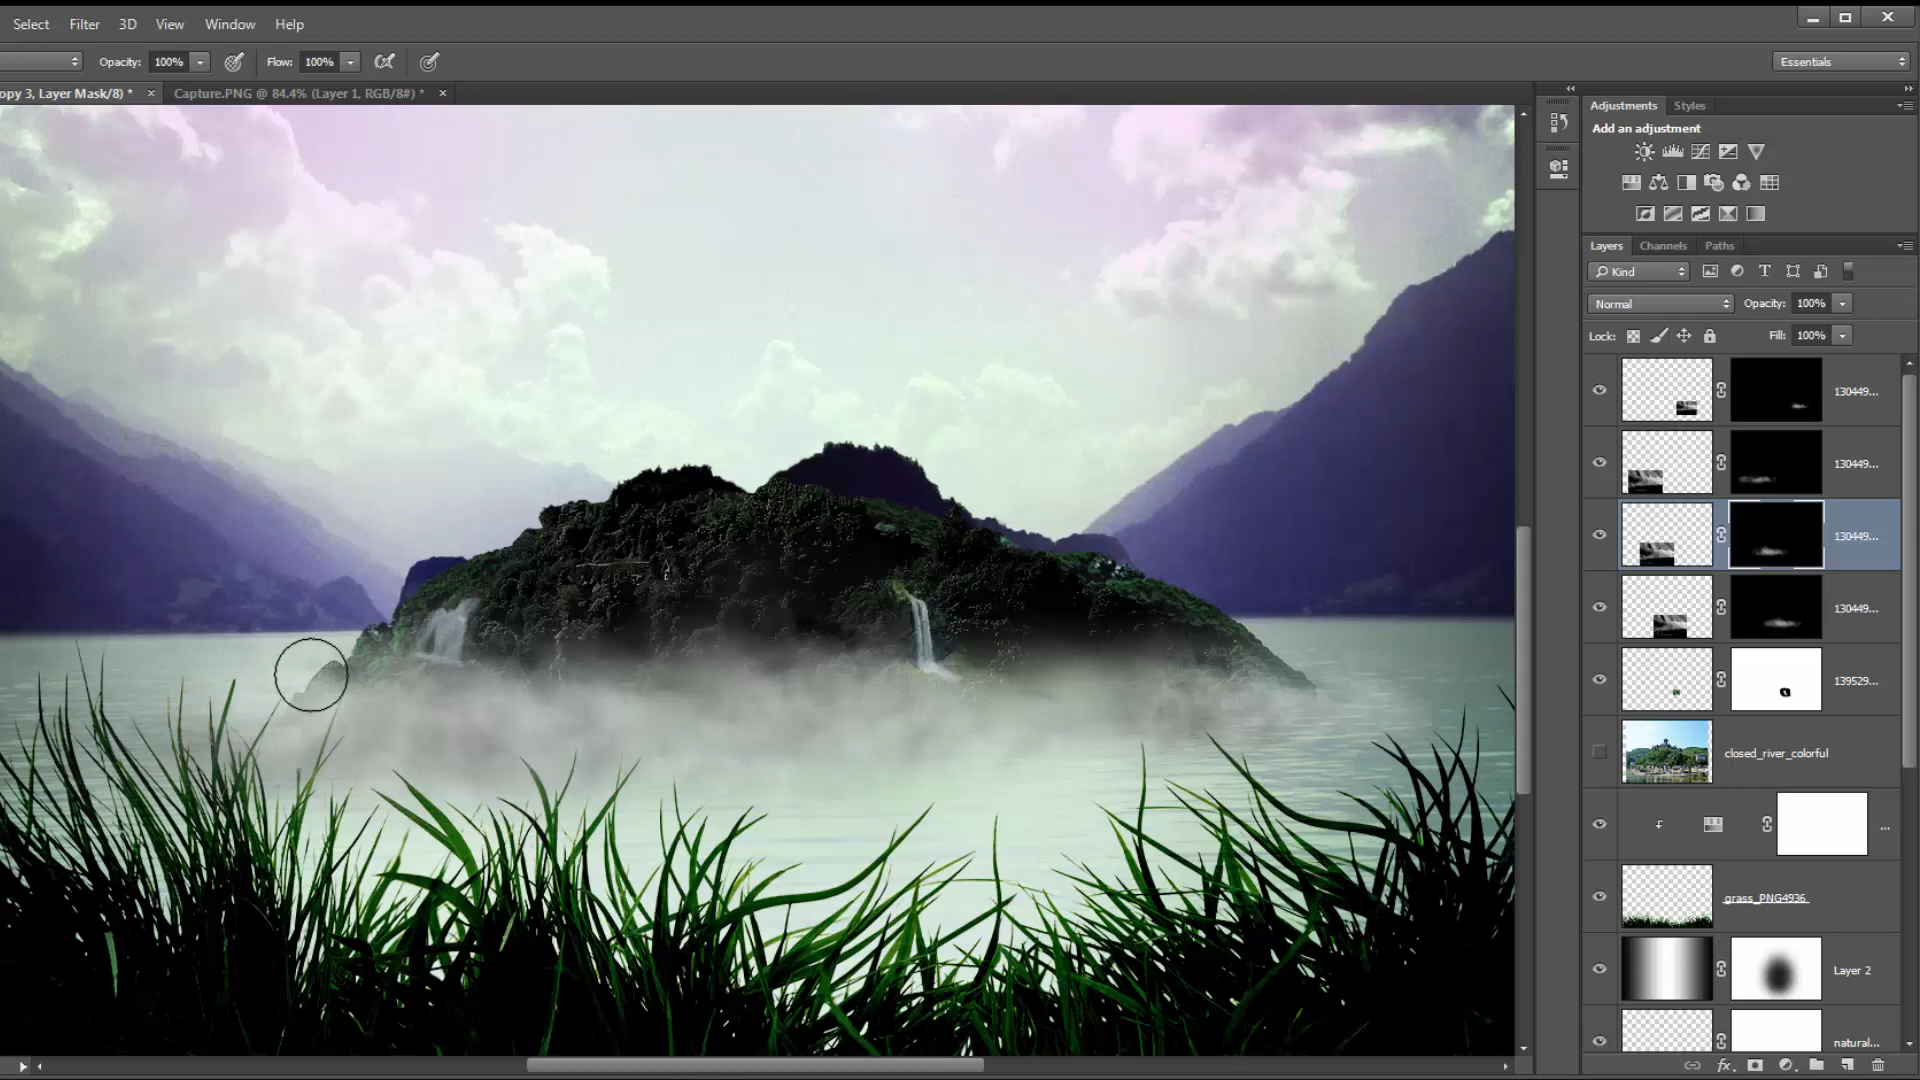 Select Filter 3D View Window Help
Opacity: 100% Flow: 100% Essentials
opy 3, Layer Mask/8) * × Capture.PNG @ 84.4% (Layer 1, RGB/8#) * ×
Adjustments Styles
Add an adjustment
Layers Channels Paths
Kind
Normal Opacity: 100%
Lock: Fill: 100%
130449...
130449...
130449...
130449...
139529...
closed_river_colorful
...
grass_PNG4936
Layer 2
natural...
fx